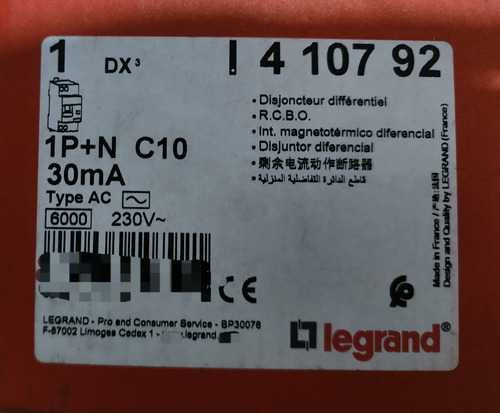 1 DX³ 4 107 92
• Disjoncteur différentiel
• R.C.B.O.
• Int. magnetotérmico diferencial
• Disjuntor diferencial
• 剩余电流动作断路器
• قاطع الدائرة التفاضلية المنزلية
1P+N C10
30mA
Type AC
6000 230V~
CE
LEGRAND - Pro and Consumer Service - BP30076
F-87002 Limoges Cedex 1 - legrand.
legrand®
Made in France / 产地:法国
Design and Quality by LEGRAND (France)